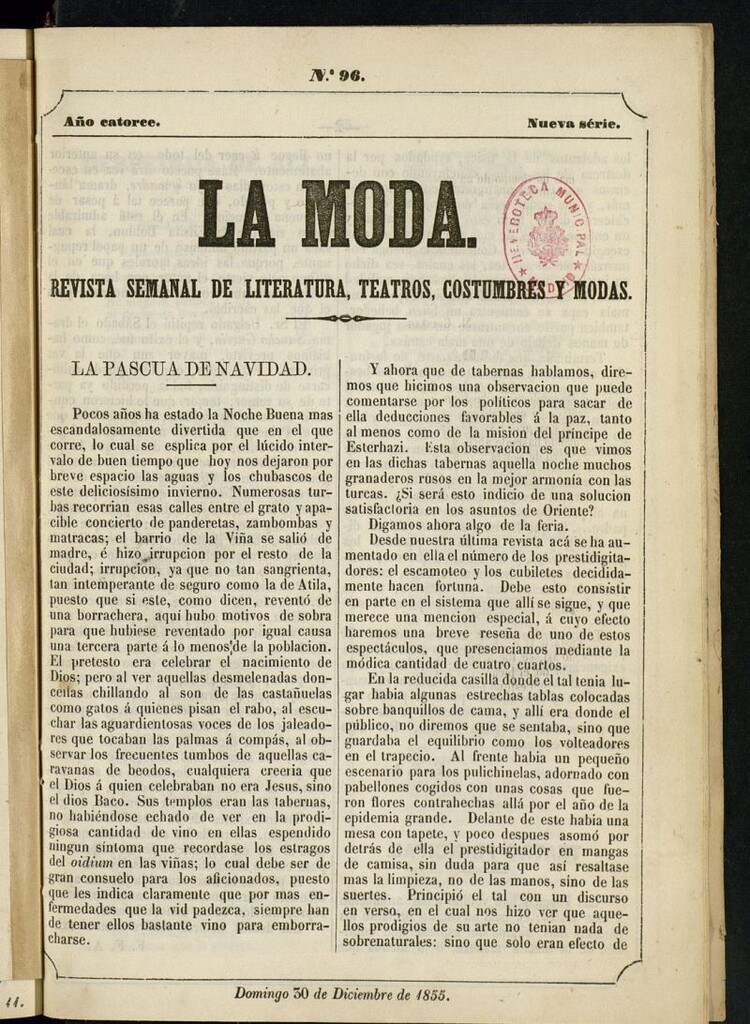 N.º 96.
Año catorce.
Nueva série.
LA MODA.
HEMEROTECA MUNICIPAL
REVISTA SEMANAL DE LITERATURA, TEATROS, COSTUMBRES Y MODAS.
LA PASCUA DE NAVIDAD.
Pocos años ha estado la Noche Buena mas
escandalosamente divertida que en el que
corre, lo cual se esplica por el lúcido inter-
valo de buen tiempo que hoy nos dejaron por
breve espacio las aguas y los chubascos de
este deliciosísimo invierno. Numerosas tur-
bas recorrian esas calles entre el grato y apa-
cible concierto de panderetas, zambombas y
matracas; el barrio de la Viña se salió de
madre, é hizo irrupcion por el resto de la
ciudad; irrupcion, ya que no tan sangrienta,
tan intemperante de seguro como la de Atila,
puesto que si este, como dicen, reventó de
una borrachera, aquí hubo motivos de sobra
para que hubiese reventado por igual causa
una tercera parte á lo menos de la poblacion.
El pretesto era celebrar el nacimiento de
Dios; pero al ver aquellas desmelenadas don-
cellas chillando al son de las castañuelas
como gatos á quienes pisan el rabo, al escu-
char las aguardientosas voces de los jaleado-
res que tocaban las palmas á compás, al ob-
servar los frecuentes tumbos de aquellas ca-
ravanas de beodos, cualquiera creeria que
el Dios á quien celebraban no era Jesus, sino
el dios Baco. Sus templos eran las tabernas,
no habiéndose echado de ver en la prodi-
giosa cantidad de vino en ellas espendido
ningun síntoma que recordase los estragos
del oidium en las viñas; lo cual debe ser de
gran consuelo para los aficionados, puesto
que les indica claramente que por mas en-
fermedades que la vid padezca, siempre han
de tener ellos bastante vino para emborra-
charse.
Y ahora que de tabernas hablamos, dire-
mos que hicimos una observacion que puede
comentarse por los políticos para sacar de
ella deducciones favorables á la paz, tanto
al menos como de la mision del príncipe de
Esterhazi. Esta observacion es que vimos
en las dichas tabernas aquella noche muchos
granaderos rusos en la mejor armonía con las
turcas. ¿Si será esto indicio de una solucion
satisfactoria en los asuntos de Oriente?
Digamos ahora algo de la feria.
Desde nuestra última revista acá se ha au-
mentado en ella el número de los prestidigita-
dores: el escamoteo y los cubiletes decidida-
mente hacen fortuna. Debe esto consistir
en parte en el sistema que allí se sigue, y que
merece una mencion especial, á cuyo efecto
haremos una breve reseña de uno de estos
espectáculos, que presenciamos mediante la
módica cantidad de cuatro cuartos.
En la reducida casilla donde el tal tenia lu-
gar habia algunas estrechas tablas colocadas
sobre banquillos de cama, y allí era donde el
público, no diremos que se sentaba, sino que
guardaba el equilibrio como los volteadores
en el trapecio. Al frente habia un pequeño
escenario para los pulichinelas, adornado con
pabellones cogidos con unas cosas que fue-
ron flores contrahechas allá por el año de la
epidemia grande. Delante de este habia una
mesa con tapete, y poco despues asomó por
detrás de ella el prestidigitador en mangas
de camisa, sin duda para que así resaltase
mas la limpieza, no de las manos, sino de las
suertes. Principió el tal con un discurso
en verso, en el cual nos hizo ver que aque-
llos prodigios de su arte no tenian nada de
sobrenaturales: sino que solo eran efecto de
Domingo 30 de Diciembre de 1855.
11.